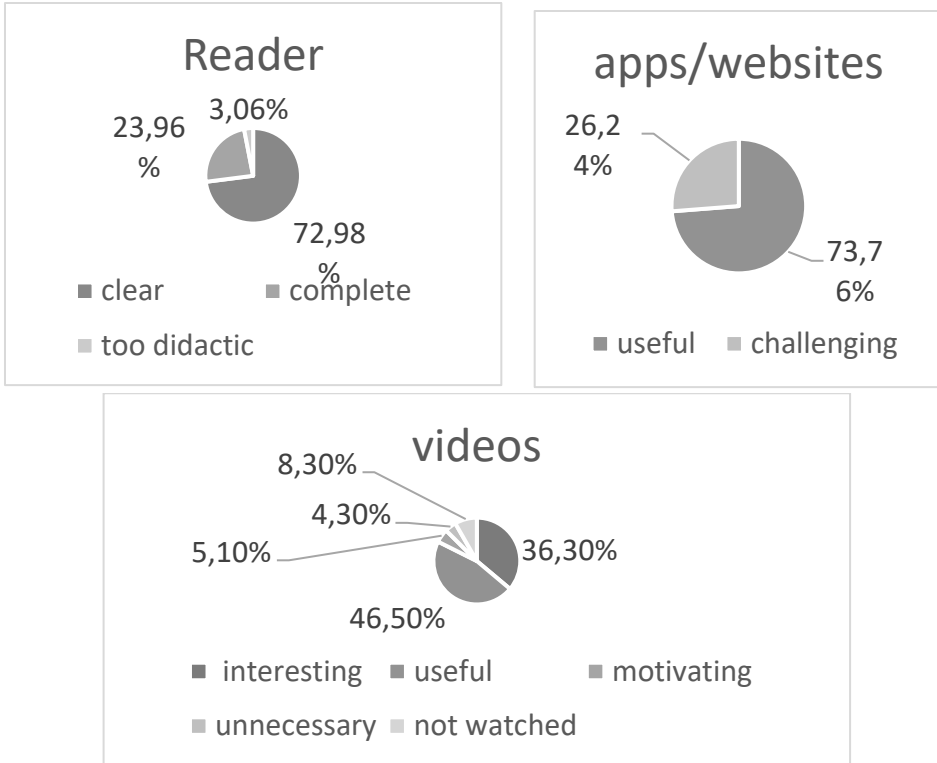 Reader
3,06%
23,96
%
72,98
%
clear complete
too didactic
apps/websites
26,2
4%
73,7
6%
useful challenging
videos
8,30%
4,30%
5,10%
36,30%
46,50%
interesting useful motivating
unnecessary not watched